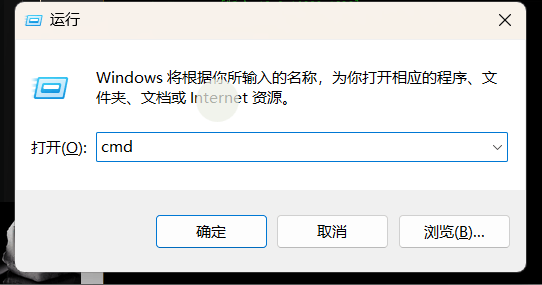 运行
Windows 将根据你所输入的名称，为你打开相应的程序、文
件夹、文档或 Internet 资源。
打开(O): cmd
确定 取消 浏览(B)...